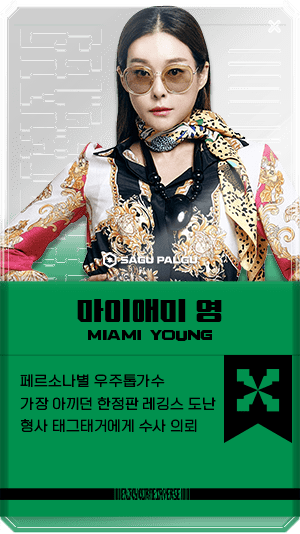 SAGU PALGU
마이애미 영
MIAMI YOUNG
페르소나별 우주톱가수
가장 아끼던 한정판 레깅스 도난
형사 태그태거에게 수사 의뢰